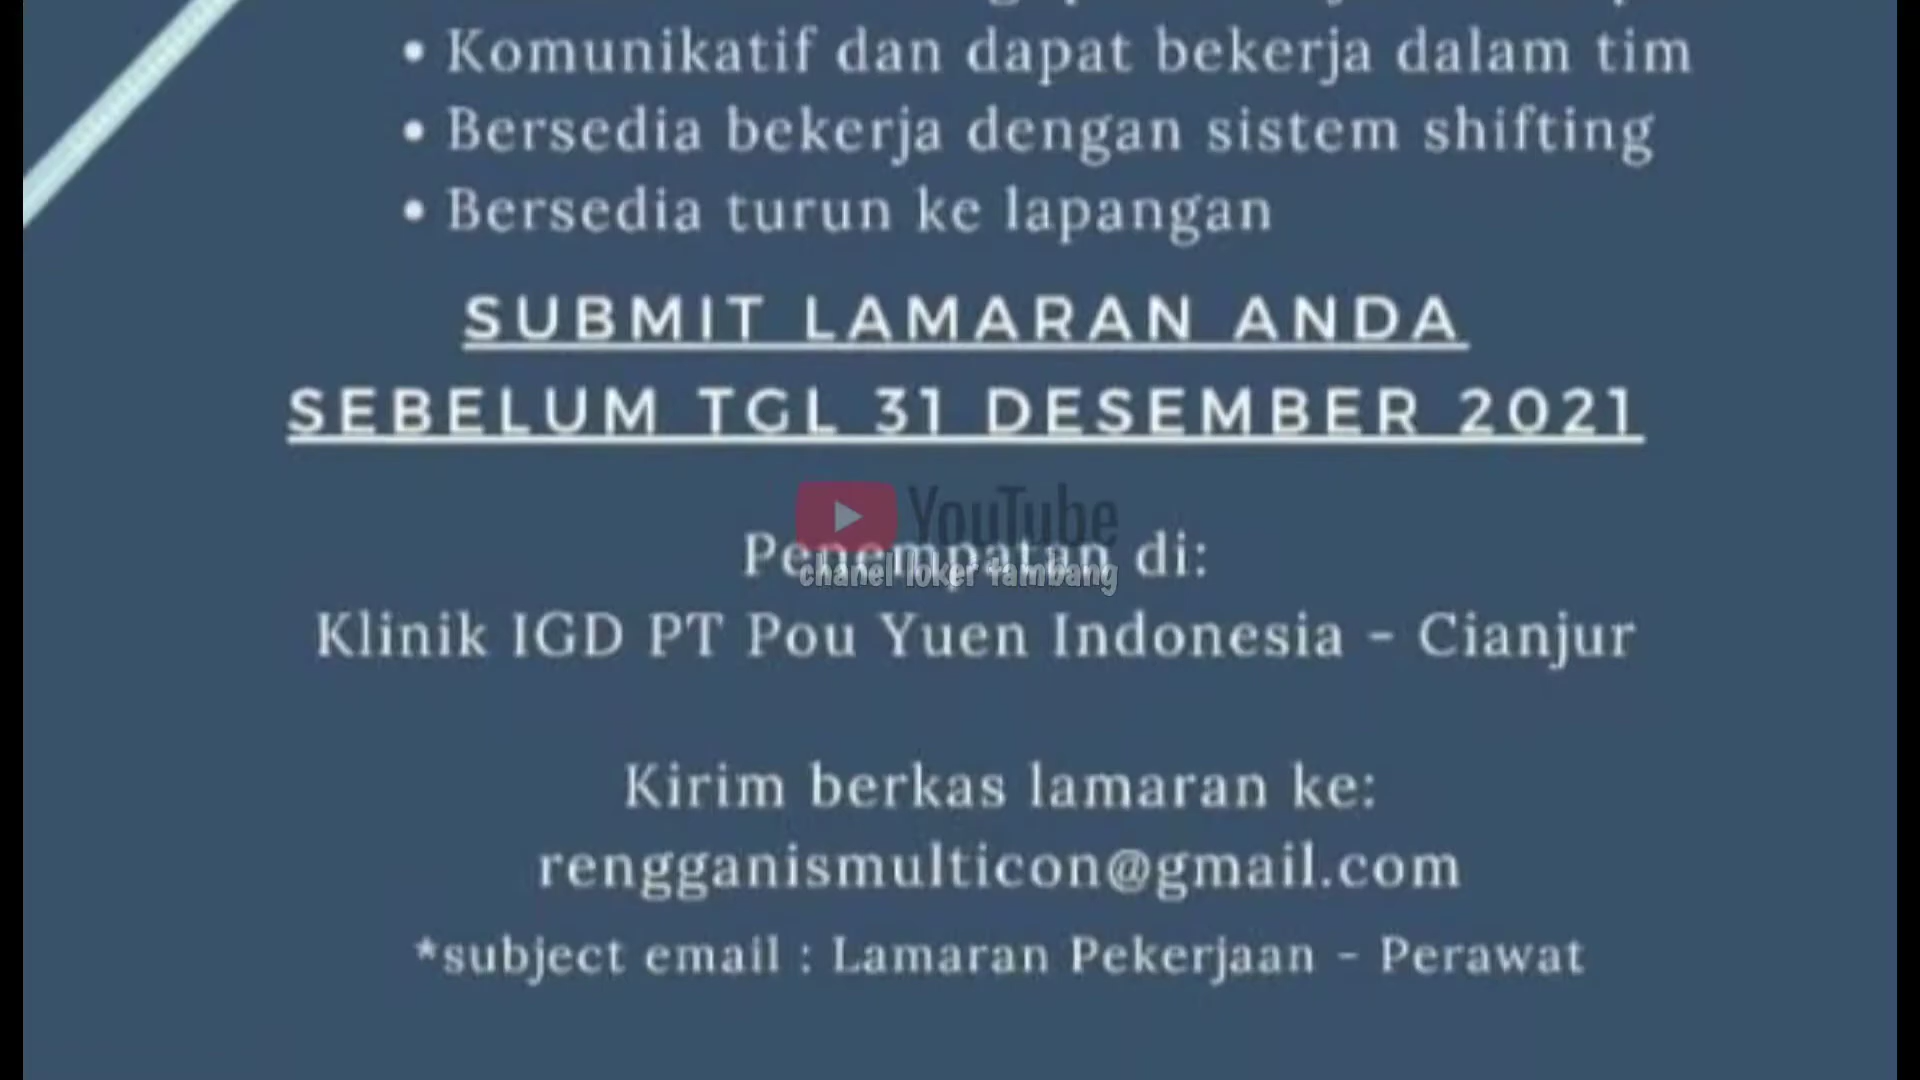 • Komunikatif dan dapat bekerja dalam tim
• Bersedia bekerja dengan sistem shifting
• Bersedia turun ke lapangan
SUBMIT LAMARAN ANDA
SEBELUM TGL 31 DESEMBER 2021
YouTube
Penempatan di:
chanel loker tambang
Klinik IGD PT Pou Yuen Indonesia - Cianjur
Kirim berkas lamaran ke:
rengganismulticon@gmail.com
*subject email : Lamaran Pekerjaan - Perawat